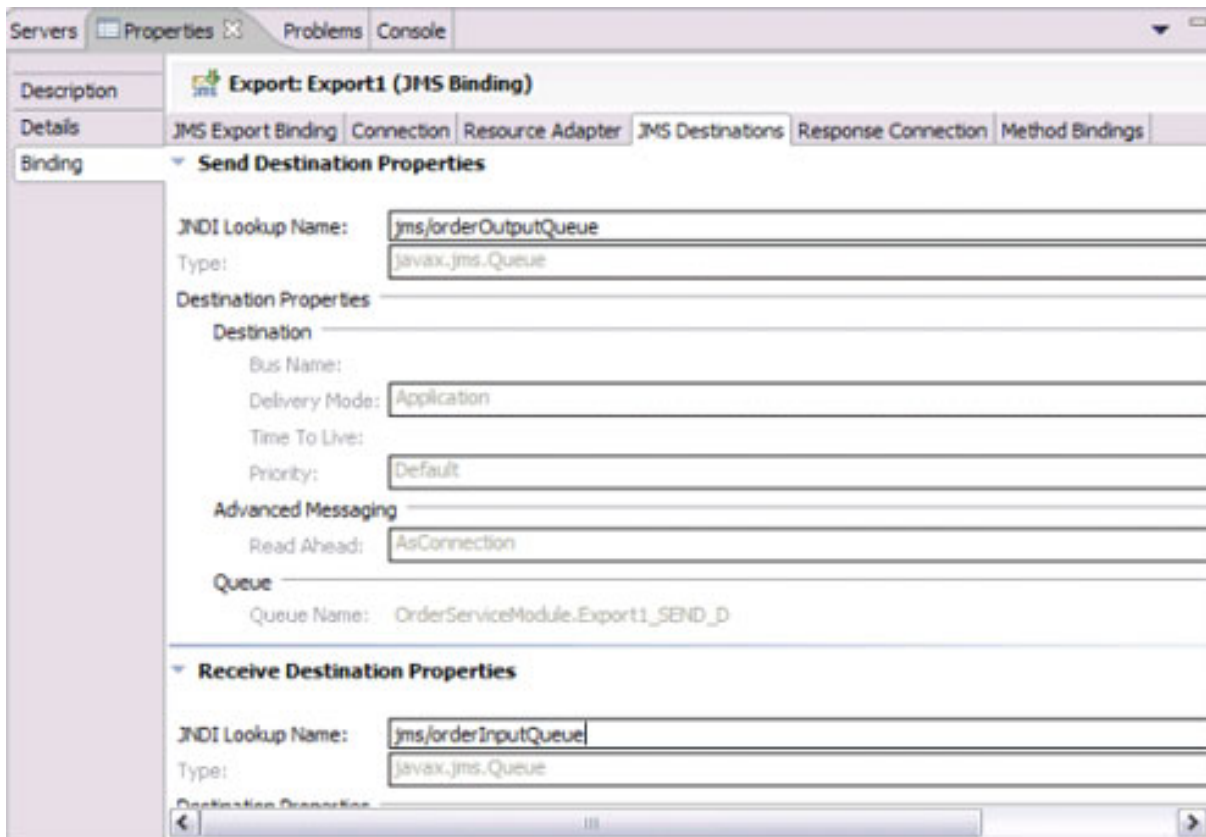 Servers Properties Problems Console
Description
Details
Binding
Export: Export1 (JMS Binding)
JMS Export Binding Connection Resource Adapter JMS Destinations Response Connection Method Bindings
Send Destination Properties
JNDI Lookup Name: jms/orderOutputQueue
Type: javax.jms.Queue
Destination Properties
Destination
Bus Name:
Delivery Mode: Application
Time To Live:
Priority: Default
Advanced Messaging
Read Ahead: AsConnection
Queue
Queue Name: OrderServiceModule.Export1_SEND_D
Receive Destination Properties
JNDI Lookup Name: jms/orderInputQueue
Type: javax.jms.Queue
Destination Properties